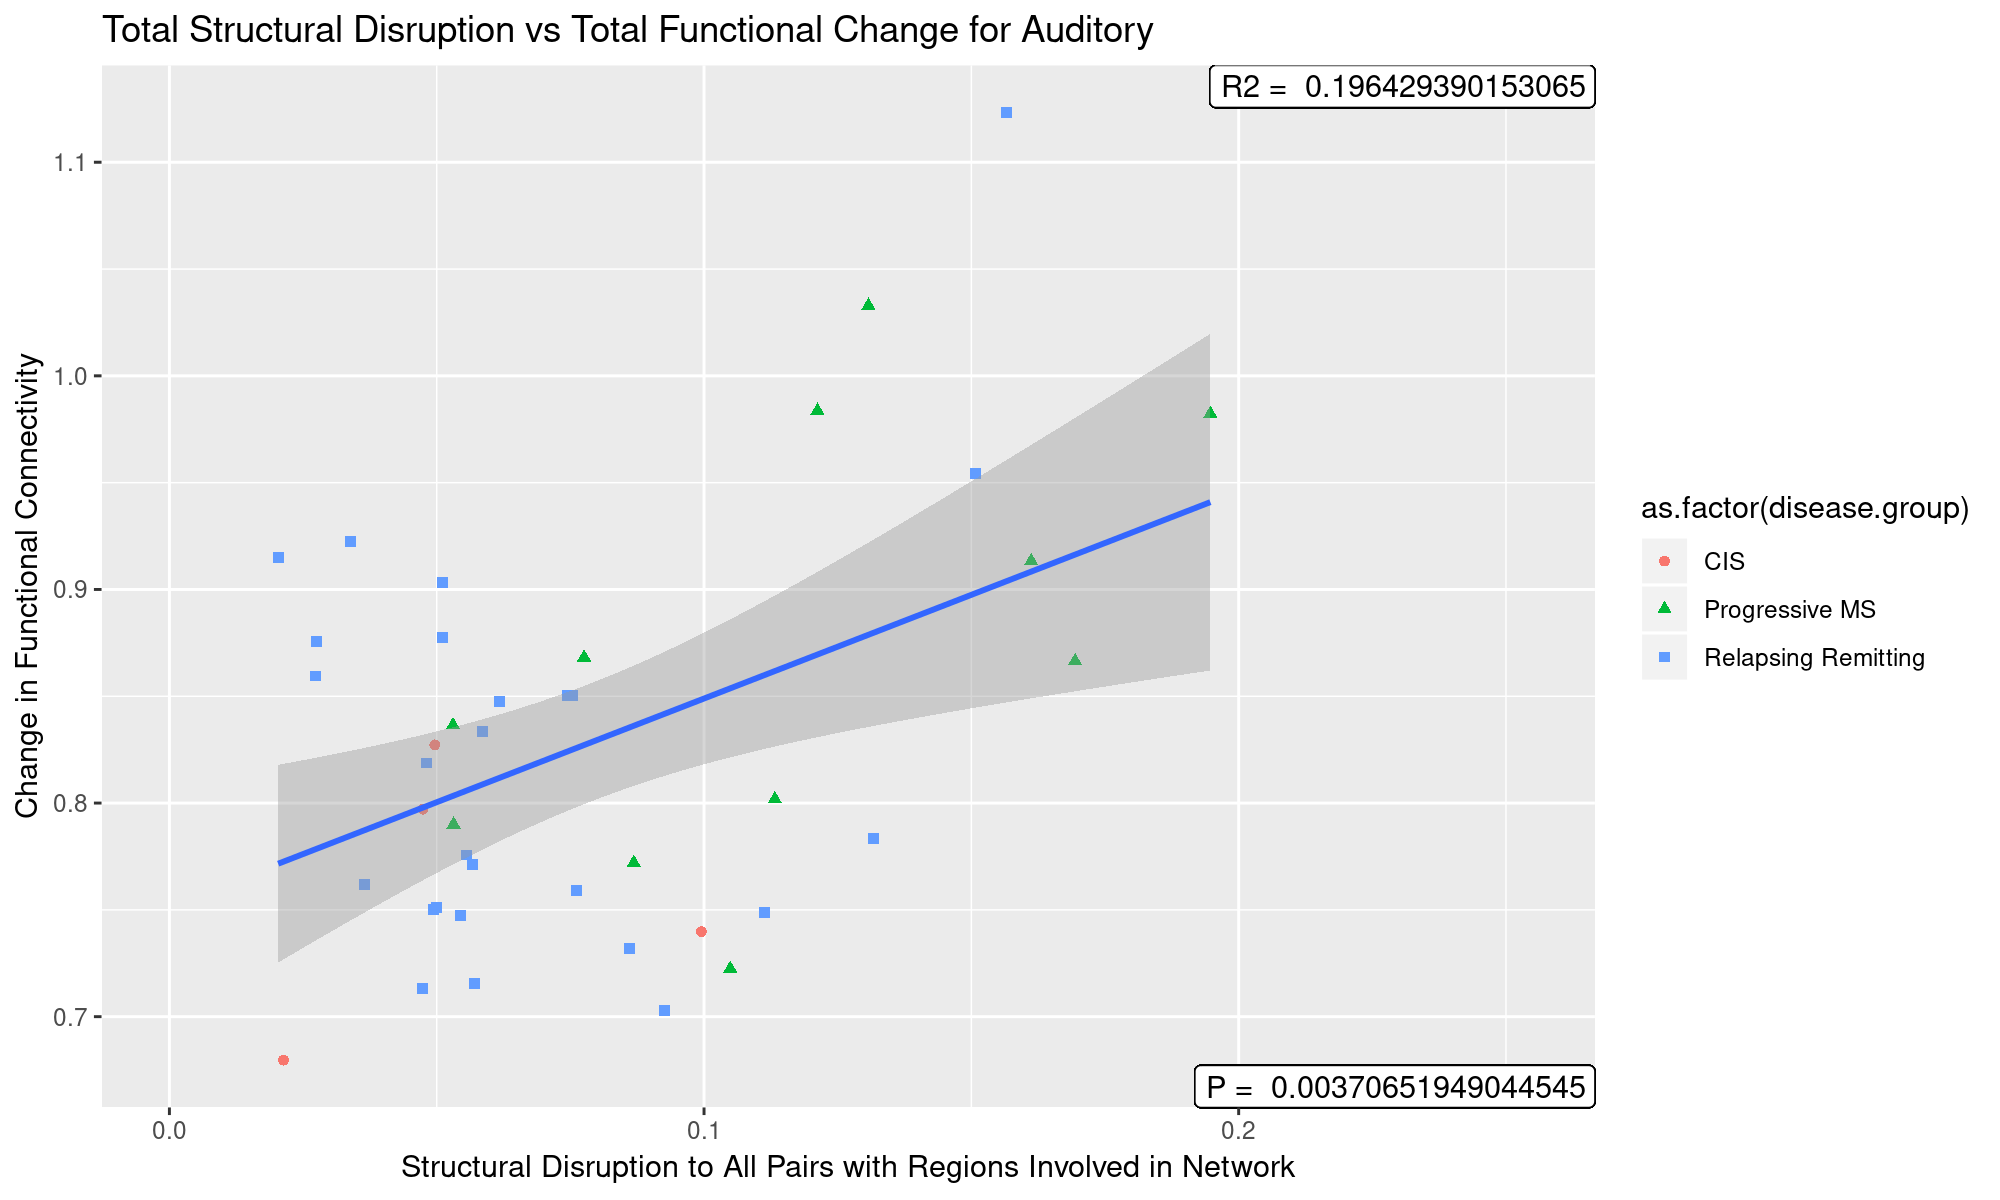 Total Structural Disruption vs Total Functional Change for Auditory
R2 = 0.196429390153065
1.1
1.0
0.9
0.8
0.7
Change in Functional Connectivity
as.factor(disease.group)
CIS
Progressive MS
Relapsing Remitting
P = 0.00370651949044545
0.0 0.1 0.2
Structural Disruption to All Pairs with Regions Involved in Network